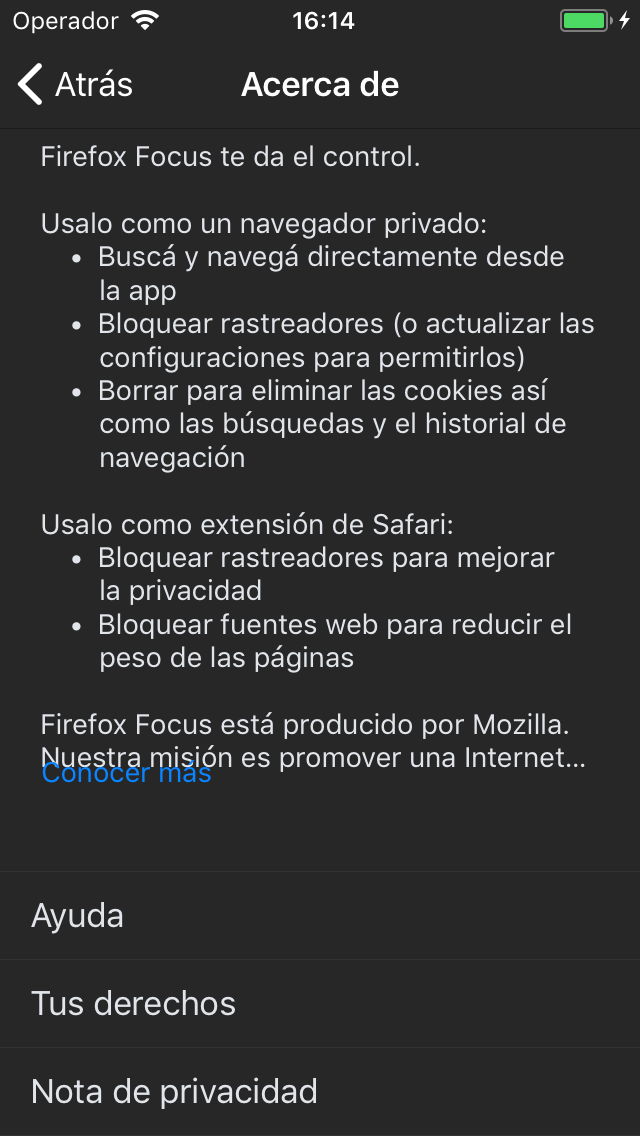 Operador 16:14
Atrás Acerca de
Firefox Focus te da el control.
Usalo como un navegador privado:
• Buscá y navegá directamente desde
la app
• Bloquear rastreadores (o actualizar las
configuraciones para permitirlos)
• Borrar para eliminar las cookies así
como las búsquedas y el historial de
navegación
Usalo como extensión de Safari:
• Bloquear rastreadores para mejorar
la privacidad
• Bloquear fuentes web para reducir el
peso de las páginas
Firefox Focus está producido por Mozilla.
Nuestra misión es promover una Internet...
Conocer más
Ayuda
Tus derechos
Nota de privacidad